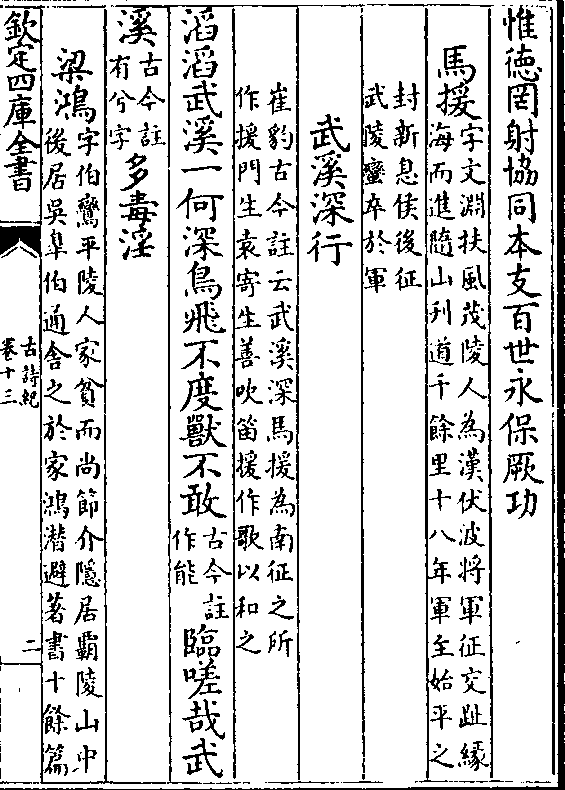 惟徳罔射協同本支百世永保厥功
馬援
字文淵扶風茂陵人為漢伏波將軍征交趾緣
海而進隨山刋道千餘里十八年軍至始平之
封新息侯後征
武陵蠻卒於軍
武溪深行
崔豹古今註云武溪深馬援為南征之所
作援門生袁寄生善吹笛援作歌以和之
滔滔武溪一何深鳥飛不度獸不敢
古今註
作能
臨嗟哉武
溪
古今註
有兮字
多毒淫
梁鴻
字伯鸞平陵人家貧而尚節介隱居霸陵山中
後居吳臯伯通舍之於家鴻潜避著書十餘篇
欽定四庫全書
古詩紀
卷十三
二